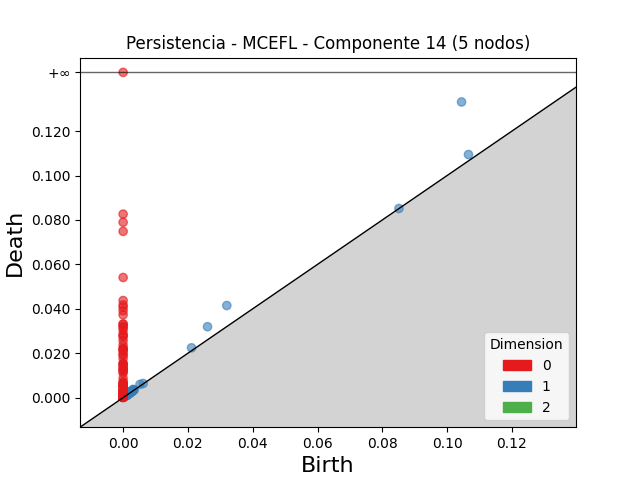 Persistencia - MCEFL - Componente 14 (5 nodos)
+∞
0.120
0.100
0.080
0.060
0.040
0.020
0.000
Death
0.00 0.02 0.04 0.06 0.08 0.10 0.12
Birth
Dimension
0
1
2